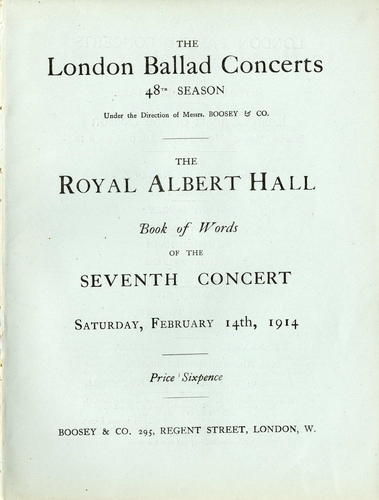 THE
London Ballad Concerts
48TH SEASON
Under the Direction of Messrs. BOOSEY & CO.
THE
ROYAL ALBERT HALL
Book of Words
OF THE
SEVENTH CONCERT
SATURDAY, FEBRUARY 14th, 1914
Price Sixpence
BOOSEY & CO. 295, REGENT STREET, LONDON, W.